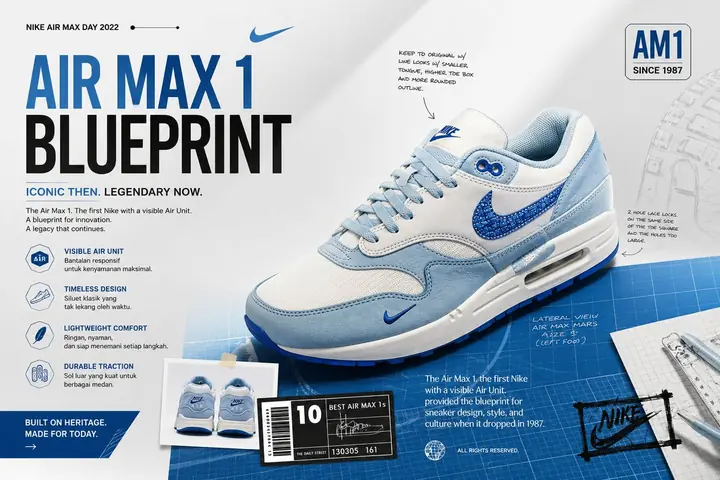 NIKE AIR MAX DAY 2022
AM1
SINCE 1987
AIR MAX 1
BLUEPRINT
ICONIC THEN. LEGENDARY NOW.
The Air Max 1. The first Nike with a visible Air Unit.
A blueprint for innovation.
A legacy that continues.
KEEP TO ORIGINAL W/
LINE LOOKS W/ SMALLER
TONGUE, HIGHER TOE BOX
AND MORE ROUNDED
OUTLINE.
NIKE
AIR
VISIBLE AIR UNIT
Bantalan responsif
untuk kenyamanan maksimal.
TIMELESS DESIGN
Siluet klasik yang
tak lekang oleh waktu.
LIGHTWEIGHT COMFORT
Ringan, nyaman,
dan siap menemani setiap langkah.
DURABLE TRACTION
Sol luar yang kuat untuk
berbagai medan.
2 HOLE LACE LOCKS
ON THE SAME SIDE
OF THE TOE SQUARE
AND THE HOLES TOO
LARGE.
LATERAL VIEW
AIR MAX MARS
(LEFT FOOT)
BUILT ON HERITAGE.
MADE FOR TODAY.
10
BEST AIR MAX 1s
THE DAILY STREET
130305 161
The Air Max 1, the first Nike
with a visible Air Unit.
provided the blueprint for
sneaker design, style, and
culture when it dropped in 1987.
ALL RIGHTS RESERVED.
NIKE